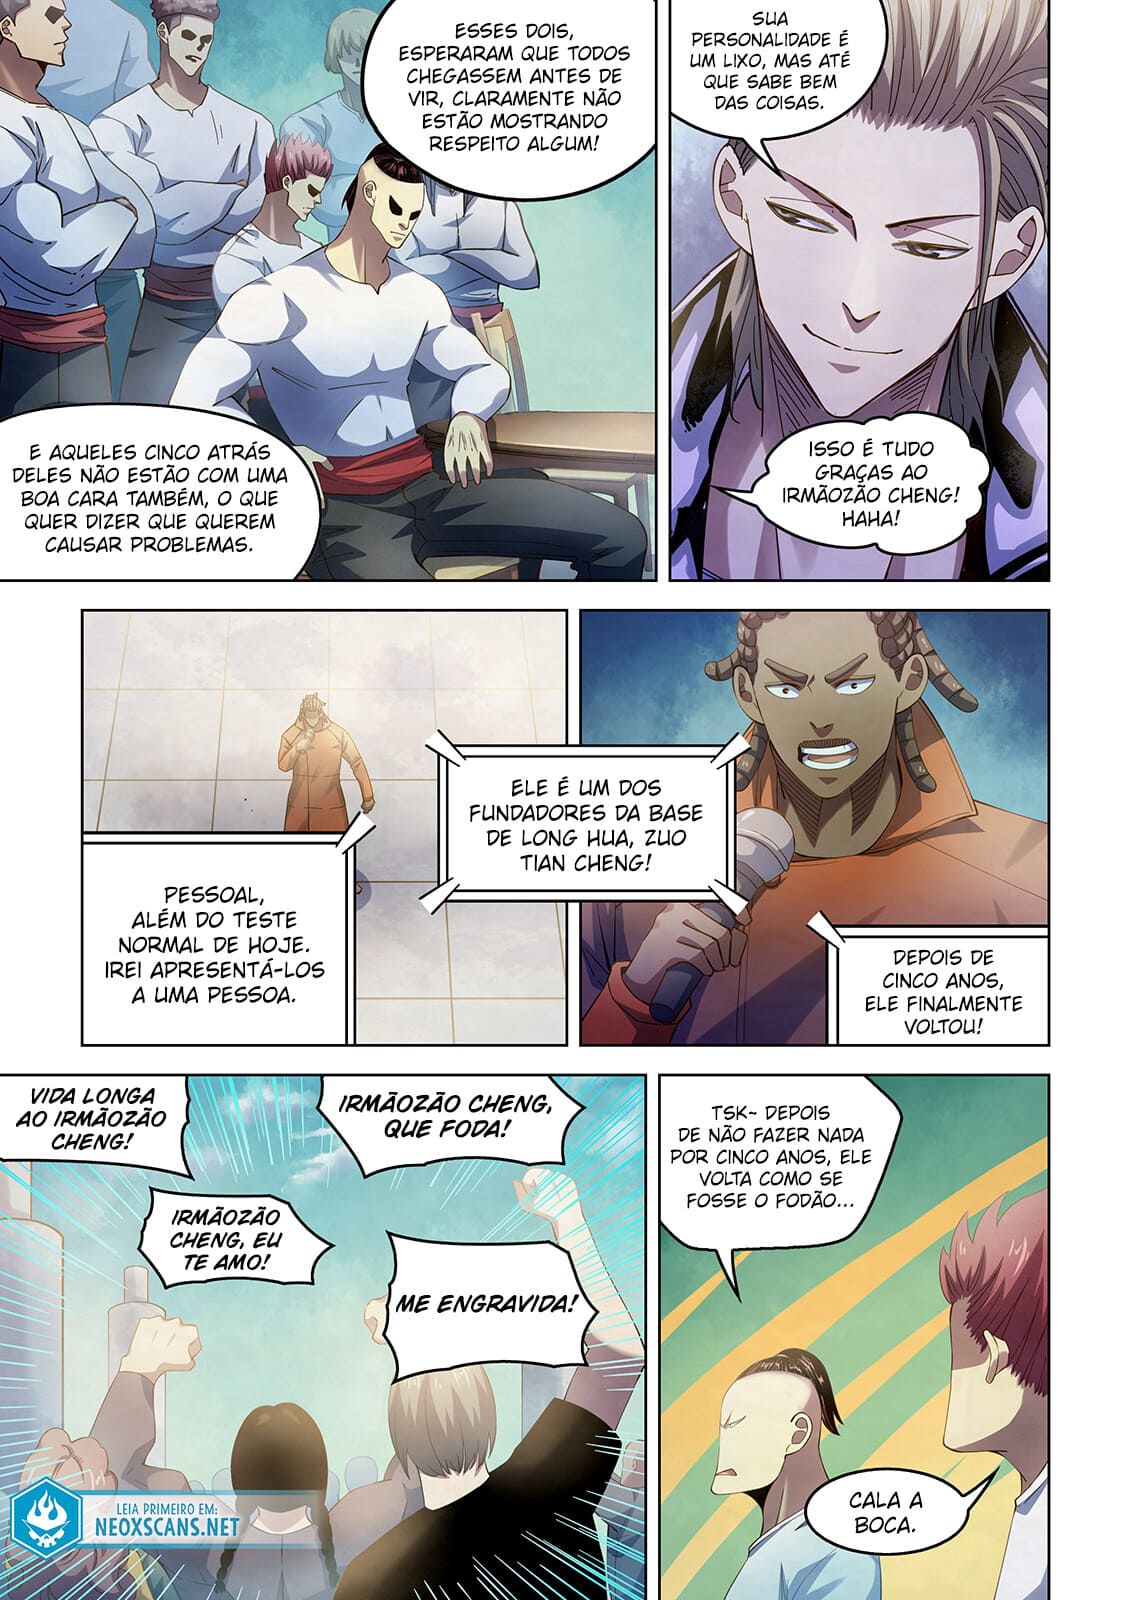 ESSES DOIS,
ESPERARAM QUE TODOS
CHEGASSEM ANTES DE
VIR, CLARAMENTE NÃO
ESTÃO MOSTRANDO
RESPEITO ALGUM!
E AQUELES CINCO ATRÁS
DELES NÃO ESTÃO COM UMA
BOA CARA TAMBÉM, O QUE
QUER DIZER QUE QUEREM
CAUSAR PROBLEMAS.
SUA
PERSONALIDADE É
UM LIXO, MAS ATÉ
QUE SABE BEM
DAS COISAS.
ISSO É TUDO
GRAÇAS AO
IRMÃOZÃO CHENG!
HAHA!
PESSOAL,
ALÉM DO TESTE
NORMAL DE HOJE.
IREI APRESENTÁ-LOS
A UMA PESSOA.
ELE É UM DOS
FUNDADORES DA BASE
DE LONG HUA, ZUO
TIAN CHENG!
DEPOIS DE
CINCO ANOS,
ELE FINALMENTE
VOLTOU!
VIDA LONGA
AO IRMÃOZÃO
CHENG!
IRMÃOZÃO CHENG,
QUE FODA!
IRMÃOZÃO
CHENG, EU
TE AMO!
ME ENGRAVIDA!
TSK~ DEPOIS
DE NÃO FAZER NADA
POR CINCO ANOS, ELE
VOLTA COMO SE
FOSSE O FODÃO...
CALA A
BOCA.
LEIA PRIMEIRO EM:
NEOXSCANS.NET